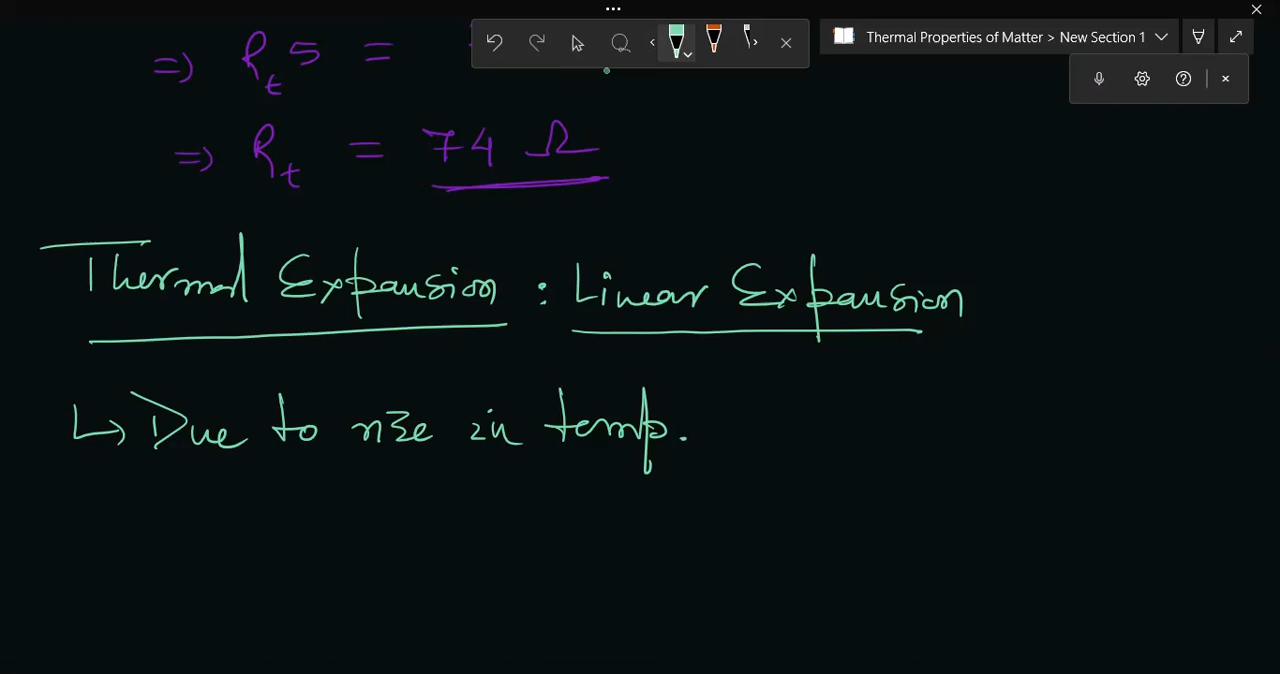 Thermal Properties of Matter > New Section 1
=> Rt 5 =
=> Rt = 74 Ω
Thermal Expansion : Linear Expansion
↳ Due to rise in temp.